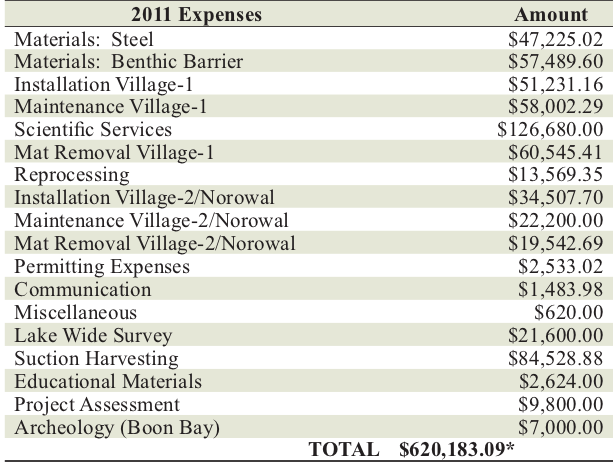 2011 Expenses Amount
Materials: Steel $47,225.02
Materials: Benthic Barrier $57,489.60
Installation Village-1 $51,231.16
Maintenance Village-1 $58,002.29
Scientific Services $126,680.00
Mat Removal Village-1 $60,545.41
Reprocessing $13,569.35
Installation Village-2/Norowal $34,507.70
Maintenance Village-2/Norowal $22,200.00
Mat Removal Village-2/Norowal $19,542.69
Permitting Expenses $2,533.02
Communication $1,483.98
Miscellaneous $620.00
Lake Wide Survey $21,600.00
Suction Harvesting $84,528.88
Educational Materials $2,624.00
Project Assessment $9,800.00
Archeology (Boon Bay) $7,000.00
TOTAL $620,183.09*